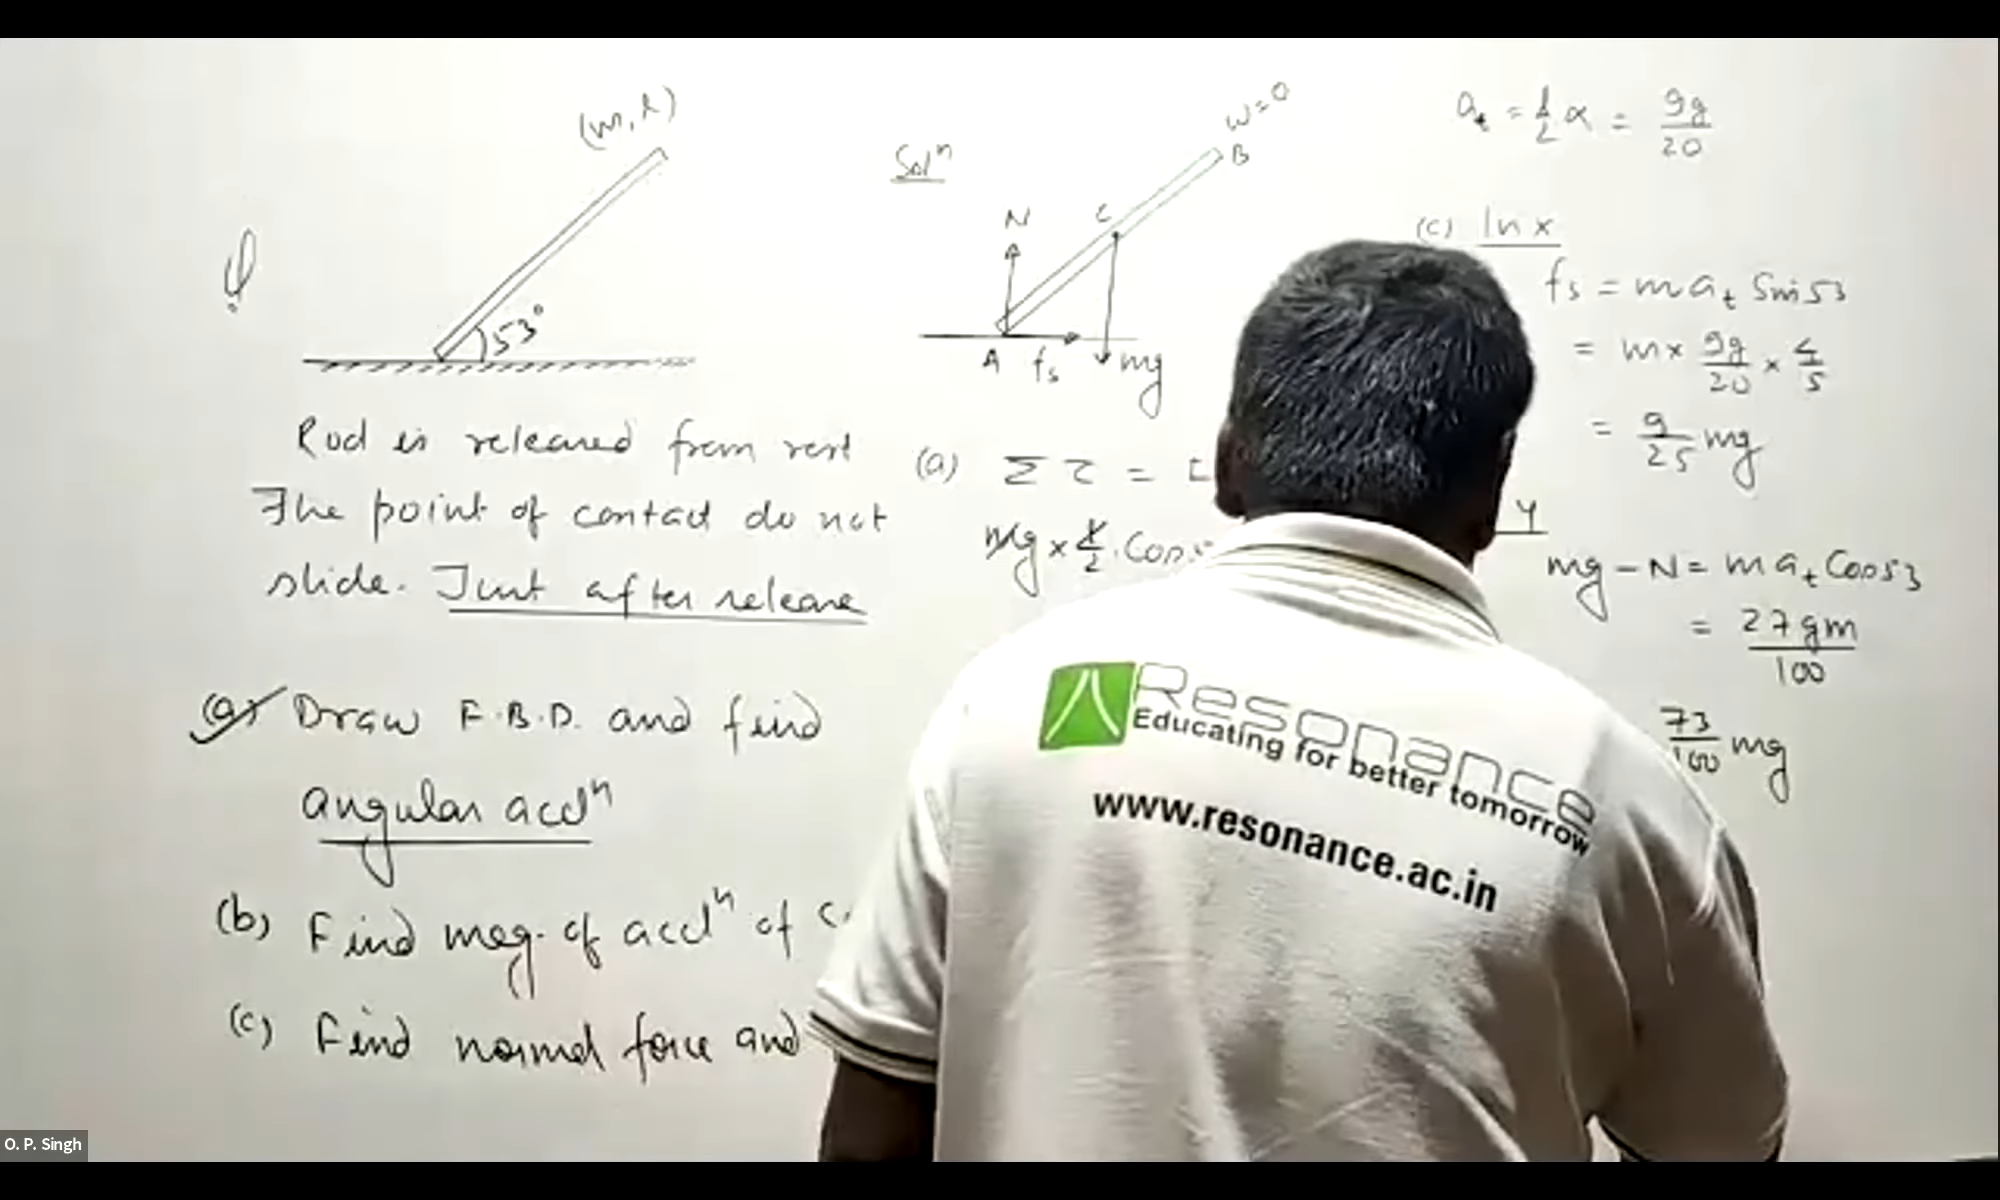 (m, l)
53°
Rod is released from rest
The point of contact do not
slide. Just after release
(a) Draw F.B.D. and find
angular accⁿ
(b) Find mag. of accⁿ of
(c) Find normal force and
Solⁿ
ω=0
B
N
C
A
fs
mg
(a) Στ =
mg × l/2 . Cos
at = l/2 α = 9g/20
(c) In x
fs = mat Sin53
= m × 9g/20 × 4/5
= 9/25 mg
y
mg - N = mat Cos53
= 27gm/100
73/100 mg
Resonance
Educating for better tomorrow
www.resonance.ac.in
O. P. Singh